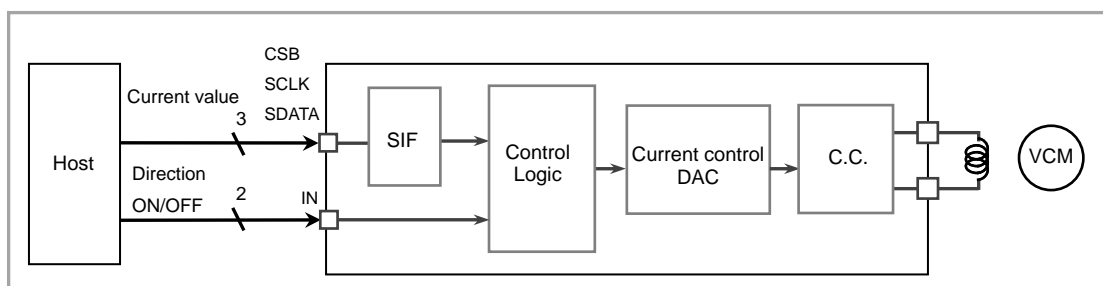 CSB
SCLK
SDATA
Current value
3
Host
Direction
ON/OFF
2
IN
SIF
Control
Logic
Current control
DAC
C.C.
VCM